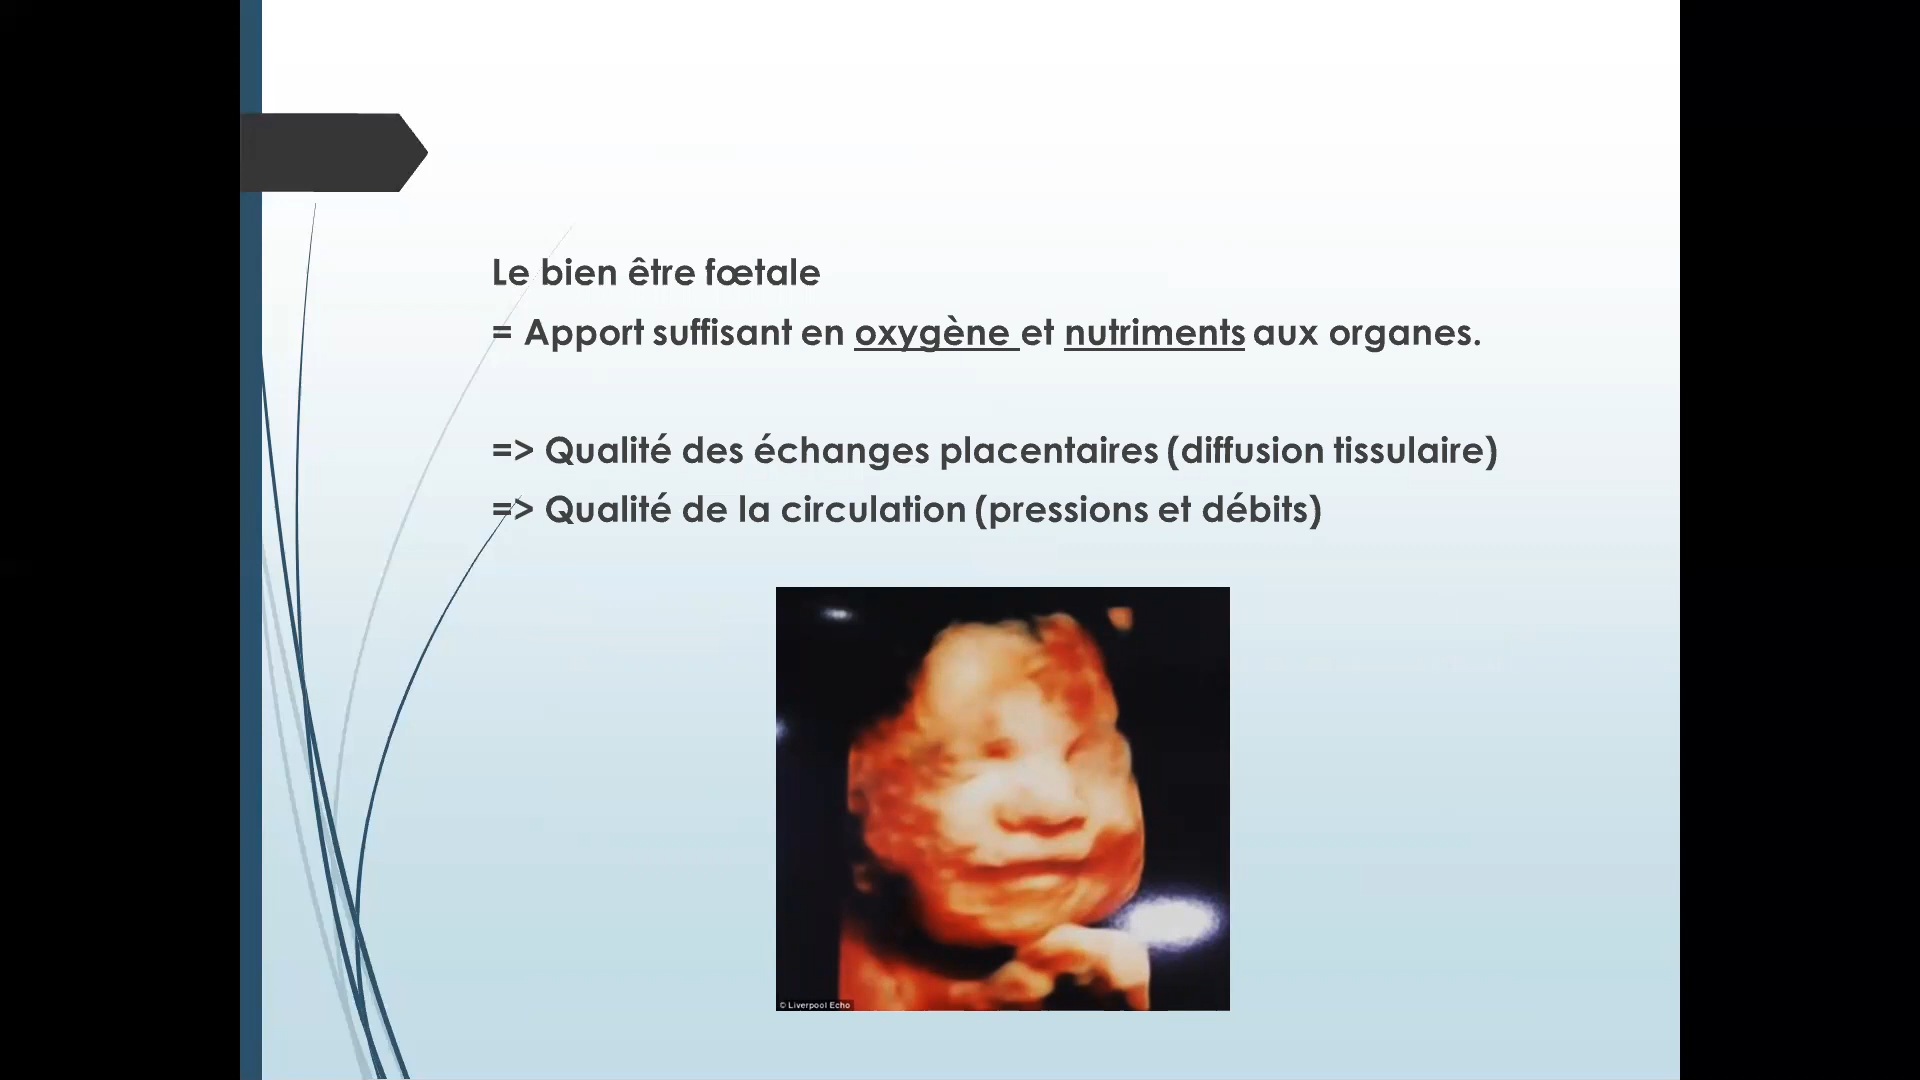 Le bien être fœtale
= Apport suffisant en oxygène et nutriments aux organes.
=> Qualité des échanges placentaires (diffusion tissulaire)
=> Qualité de la circulation (pressions et débits)
© Liverpool Echo